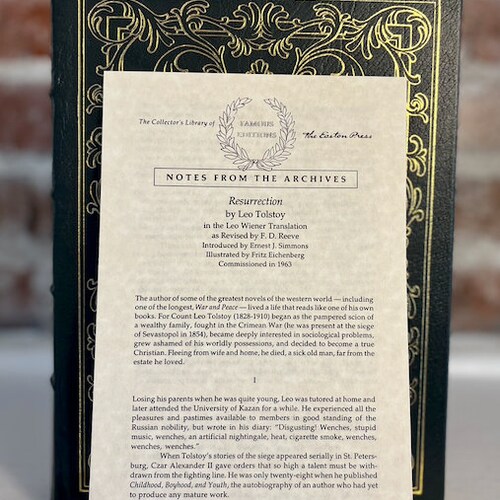 The Collector's Library of
FAMOUS
EDITIONS
The Easton Press
NOTES FROM THE ARCHIVES
Resurrection
by Leo Tolstoy
in the Leo Wiener Translation
as Revised by F. D. Reeve
Introduced by Ernest J. Simmons
Illustrated by Fritz Eichenberg
Commissioned in 1963
The author of some of the greatest novels of the western world — including
one of the longest, War and Peace — lived a life that reads like one of his own
books. For Count Leo Tolstoy (1828-1910) began as the pampered scion of
a wealthy family, fought in the Crimean War (he was present at the siege
of Sevastopol in 1854), became deeply interested in sociological problems,
grew ashamed of his worldly possessions, and decided to become a true
Christian. Fleeing from wife and home, he died, a sick old man, far from the
estate he loved.
I
Losing his parents when he was quite young, Leo was tutored at home and
later attended the University of Kazan for a while. He experienced all the
pleasures and pastimes available to members in good standing of the
Russian nobility, but wrote in his diary: "Disgusting! Wenches, stupid
music, wenches, an artificial nightingale, heat, cigarette smoke, wenches,
wenches, wenches."
When Tolstoy's stories of the siege appeared serially in St. Peters-
burg, Czar Alexander II gave orders that so high a talent must be with-
drawn from the fighting line. He was only twenty-eight when he published
Childhood, Boyhood, and Youth, the autobiography of an author who had yet
to produce any mature work.